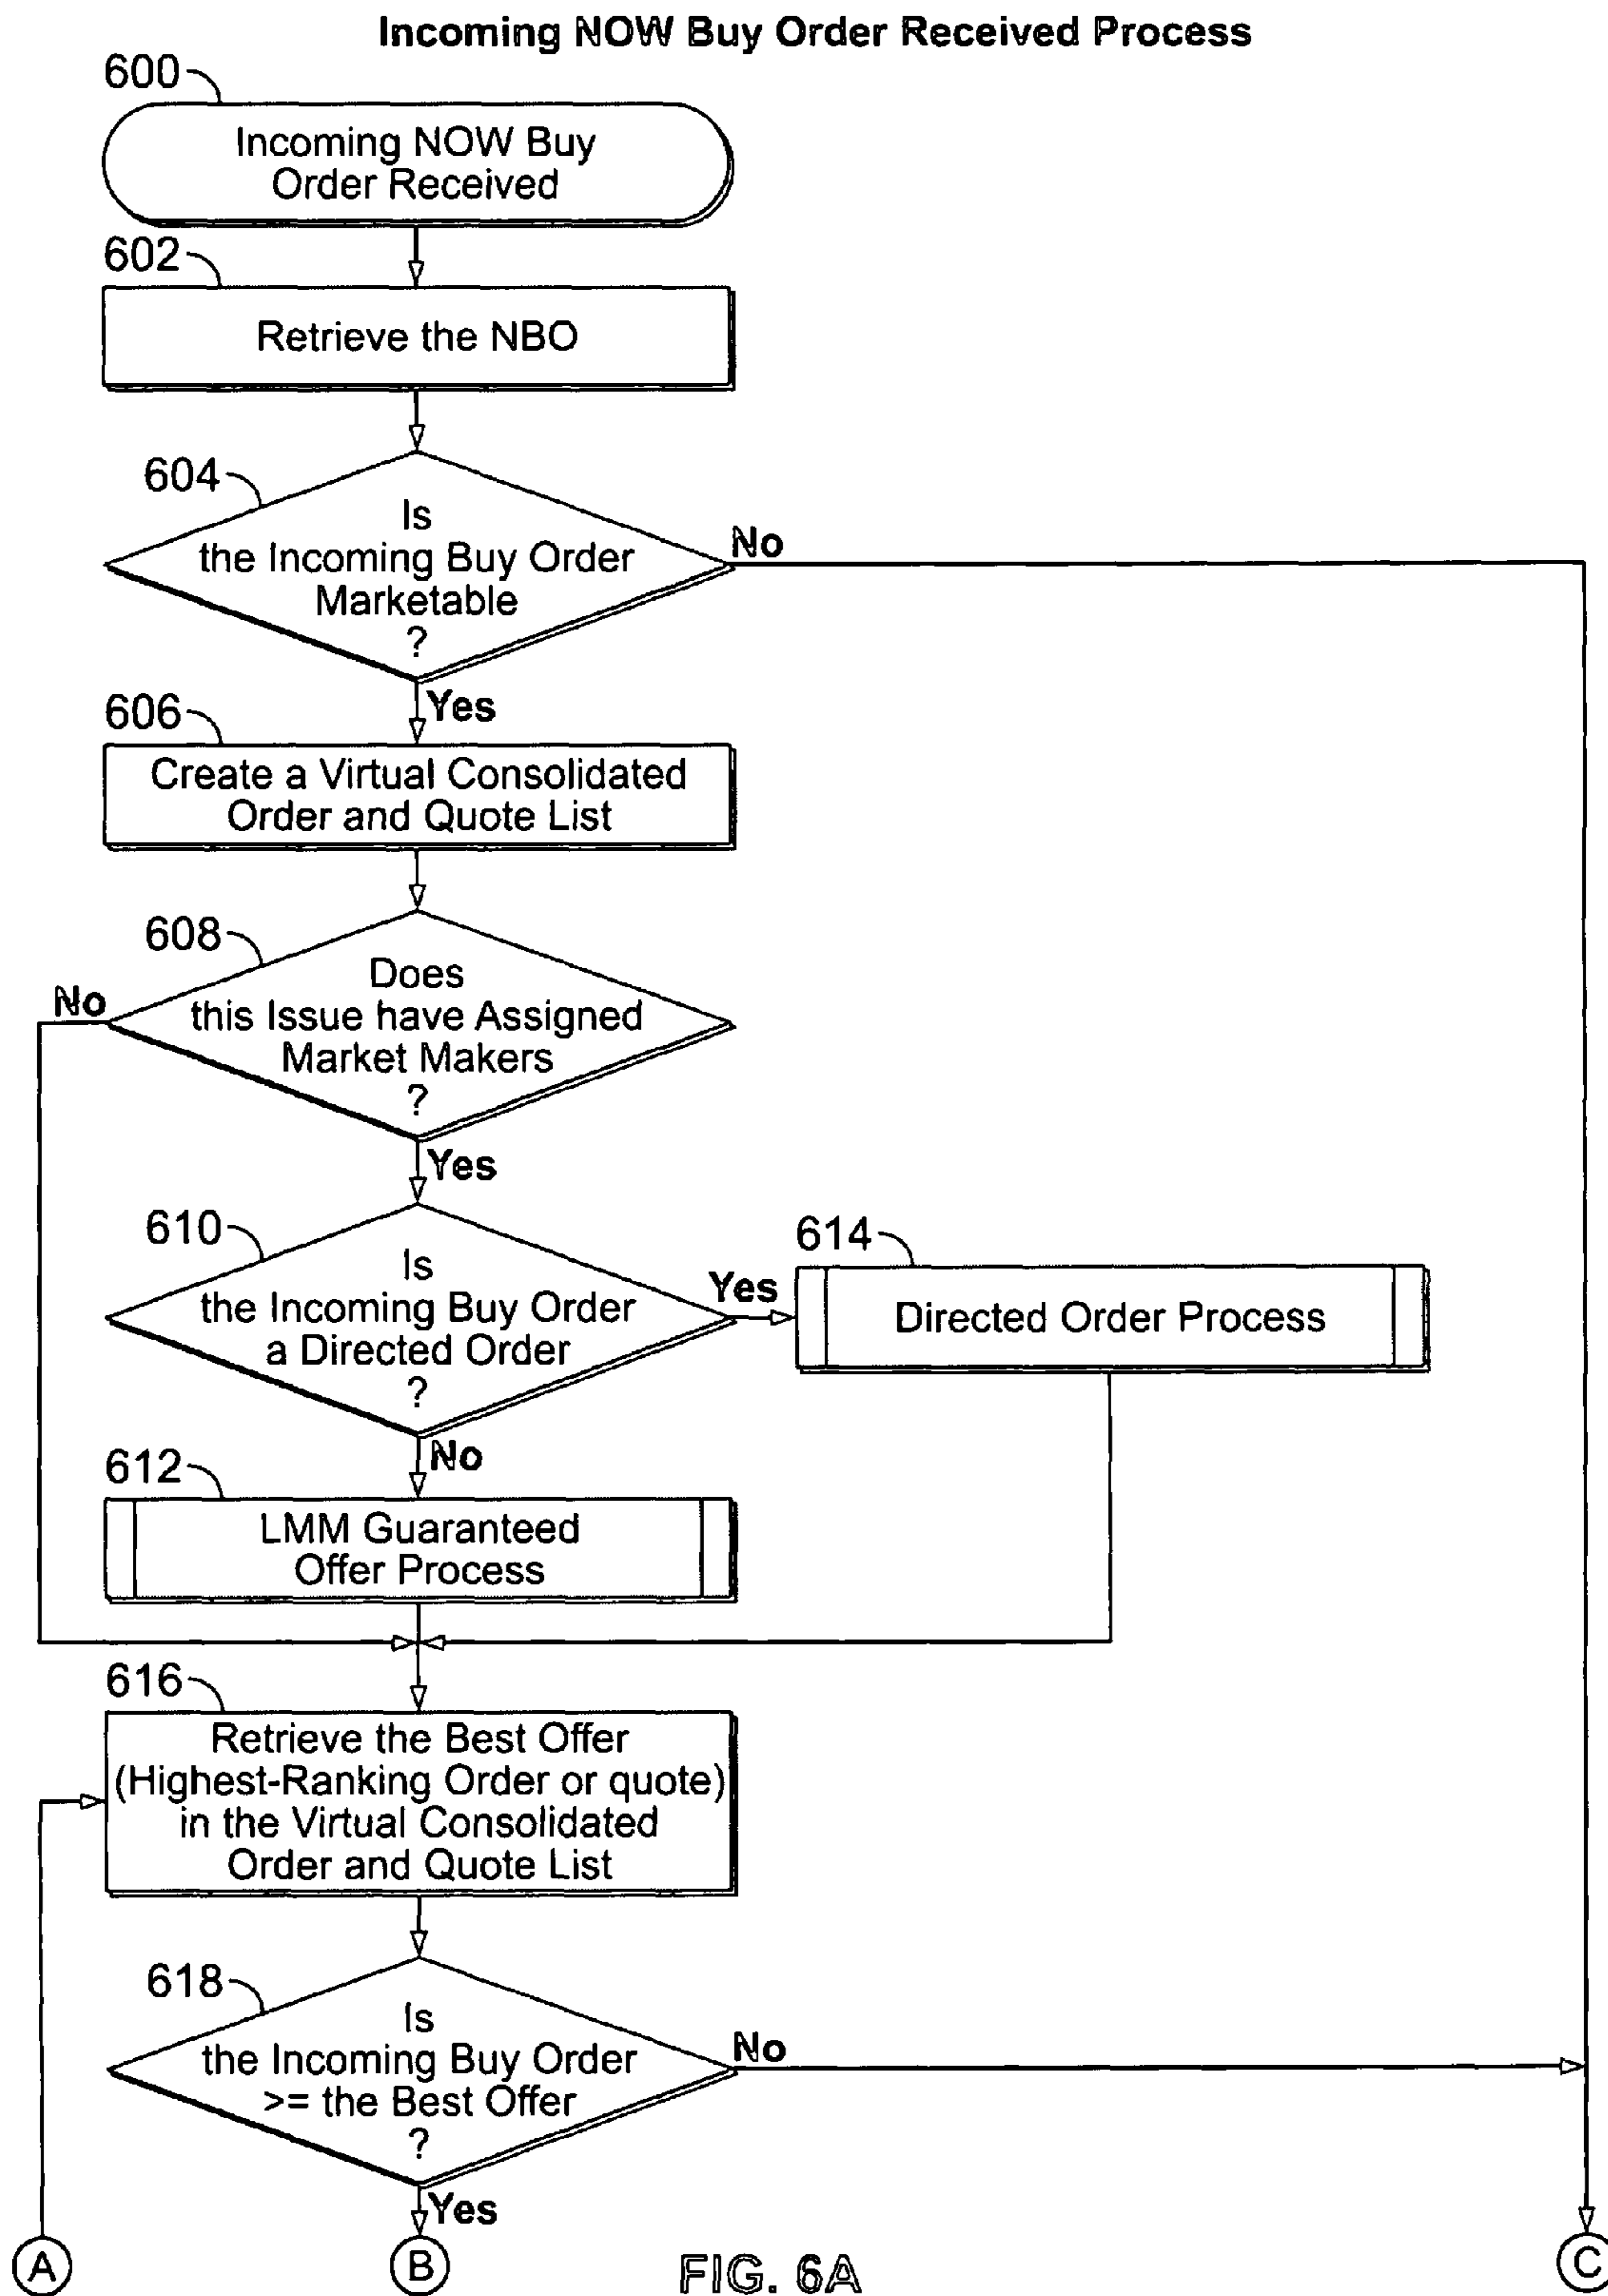 Incoming NOW Buy Order Received Process
600
Incoming NOW Buy
Order Received
602
Retrieve the NBO
604
Is
the Incoming Buy Order
Marketable
?
No
Yes
606
Create a Virtual Consolidated
Order and Quote List
608
Does
this Issue have Assigned
Market Makers
?
No
Yes
610
Is
the Incoming Buy Order
a Directed Order
?
Yes
614
Directed Order Process
No
612
LMM Guaranteed
Offer Process
616
Retrieve the Best Offer
(Highest-Ranking Order or quote)
in the Virtual Consolidated
Order and Quote List
618
Is
the Incoming Buy Order
>= the Best Offer
?
No
Yes
A
B
C
FIG. 6A